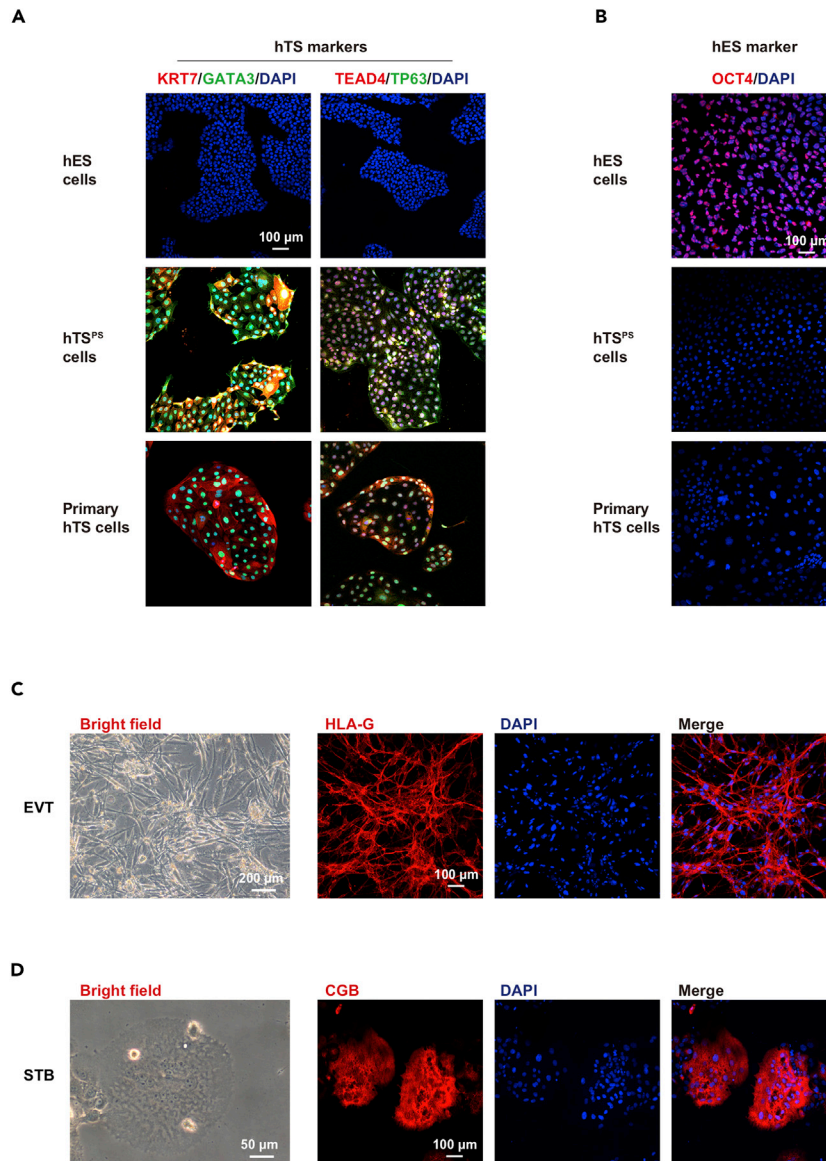 A
B
hTS markers
hES marker
KRT7/GATA3/DAPI
TEAD4/TP63/DAPI
OCT4/DAPI
hES
cells
100 µm
100 µm
hTSPS
cells
Primary
hTS cells
hES
cells
hTSPS
cells
Primary
hTS cells
C
Bright field
HLA-G
DAPI
Merge
EVT
200 µm
100 µm
D
Bright field
CGB
DAPI
Merge
STB
50 µm
100 µm